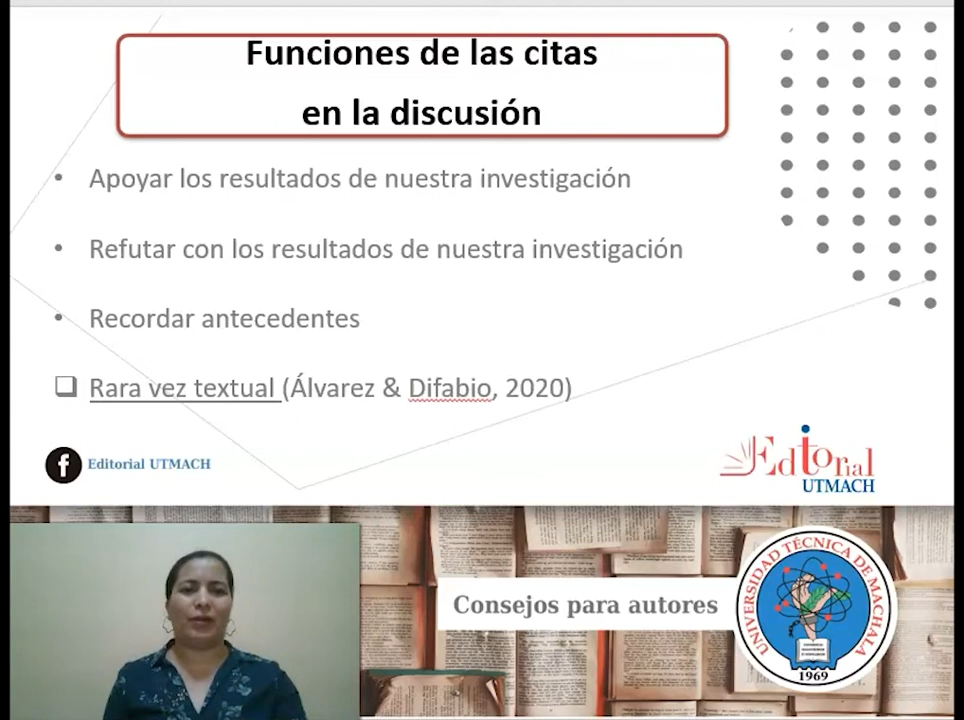 Funciones de las citas
en la discusión
• Apoyar los resultados de nuestra investigación
• Refutar con los resultados de nuestra investigación
• Recordar antecedentes
❑ Rara vez textual (Álvarez & Difabio, 2020)
f Editorial UTMACH
Editorial
UTMACH
Consejos para autores
UNIVERSIDAD TÉCNICA DE MACHALA
1969